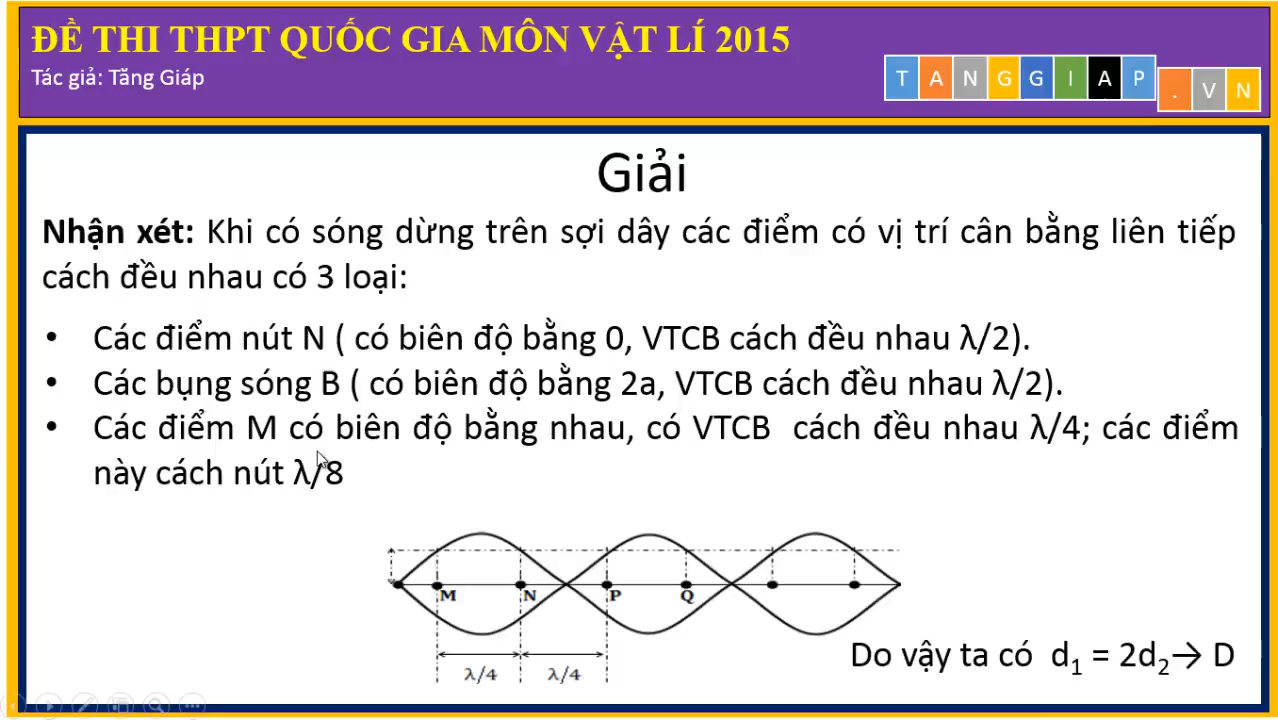 ĐỀ THI THPT QUỐC GIA MÔN VẬT LÍ 2015
Tác giả: Tăng Giáp
TANGGIAP.VN
Giải
Nhận xét: Khi có sóng dừng trên sợi dây các điểm có vị trí cân bằng liên tiếp
cách đều nhau có 3 loại:
• Các điểm nút N ( có biên độ bằng 0, VTCB cách đều nhau λ/2).
• Các bụng sóng B ( có biên độ bằng 2a, VTCB cách đều nhau λ/2).
• Các điểm M có biên độ bằng nhau, có VTCB cách đều nhau λ/4; các điểm
này cách nút λ/8
M N P Q
λ/4 λ/4
Do vậy ta có d₁ = 2d₂→ D